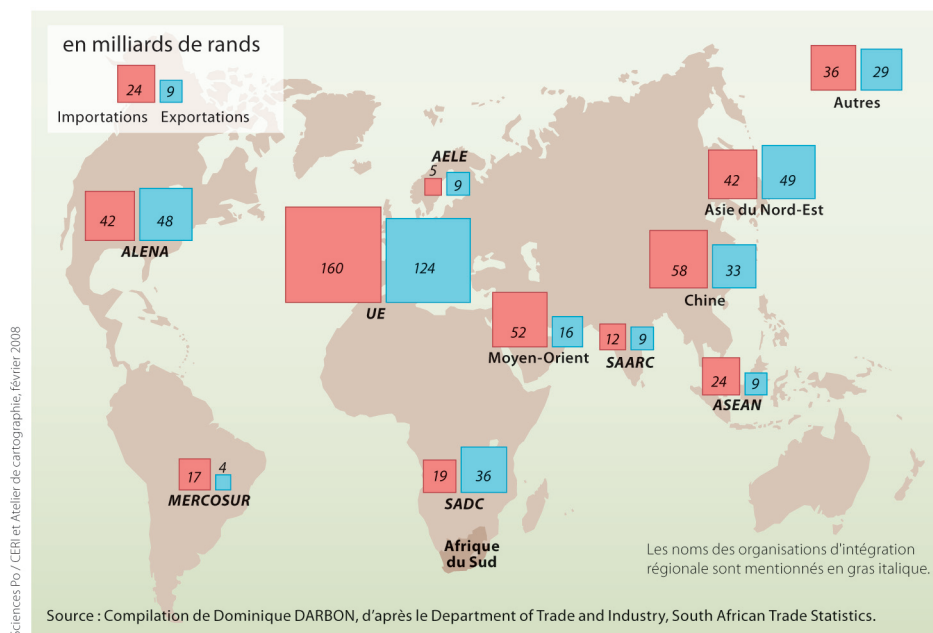 en milliards de rands
24 9
Importations Exportations
36 29
Autres
AELE
5 9
42 49
Asie du Nord-Est
42 48
ALENA
160 124
UE
58 33
Chine
52 16
Moyen-Orient
12 9
SAARC
24 9
ASEAN
17 4
MERCOSUR
19 36
SADC
Afrique
du Sud
Les noms des organisations d'intégration
régionale sont mentionnés en gras italique.
Source : Compilation de Dominique DARBON, d'après le Department of Trade and Industry, South African Trade Statistics.
Sciences Po / CERI et Atelier de cartographie, février 2008